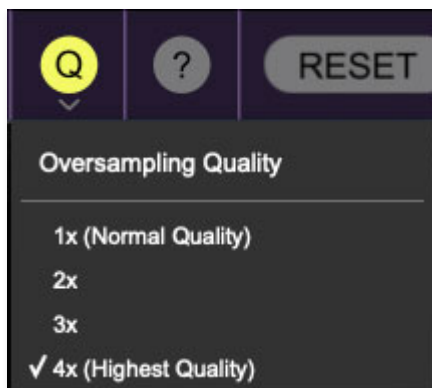 Q ? RESET
Oversampling Quality
1x (Normal Quality)
2x
3x
✓ 4x (Highest Quality)